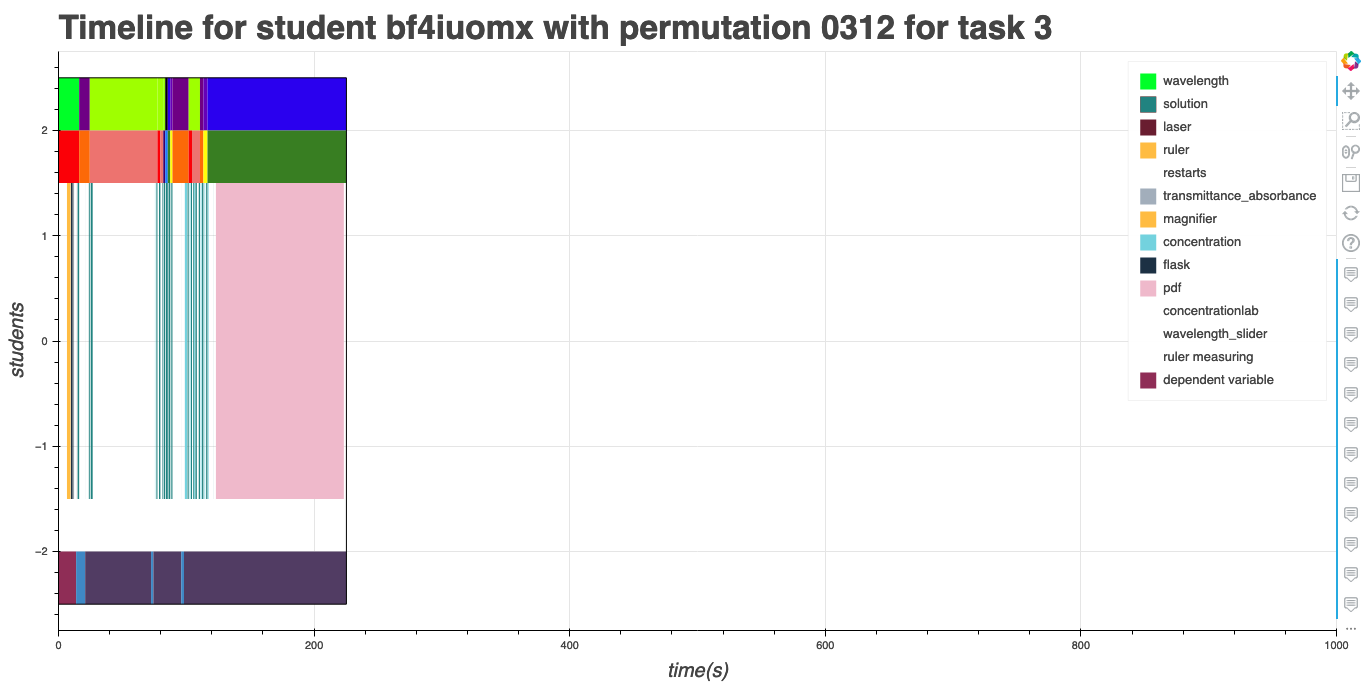 Timeline for student bf4iuomx with permutation 0312 for task 3
wavelength
solution
laser
ruler
restarts
transmittance_absorbance
magnifier
concentration
flask
pdf
concentrationlab
wavelength_slider
ruler measuring
dependent variable
students
2
1
0
−1
−2
0
200
400
600
800
1000
time(s)